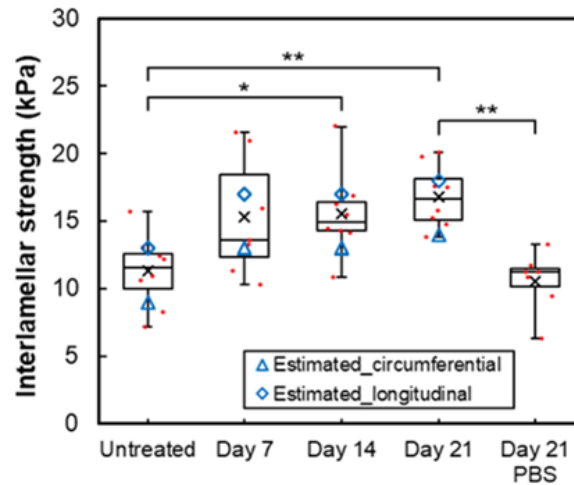 Interlamellar strength (kPa)
30
25
20
15
10
5
0
**
*
**
Estimated_circumferential
Estimated_longitudinal
Untreated Day 7 Day 14 Day 21 Day 21
PBS